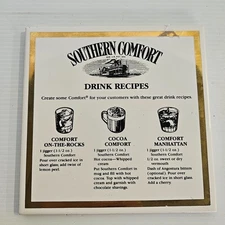 SOUTHERN COMFORT
DRINK RECIPES
Create some Comfort® for your customers with these great drink recipes.
COMFORT
ON-THE-ROCKS
1 jigger (1-1/2 oz.)
Southern Comfort
Pour over cracked ice in
short glass; add twist or
lemon peel.
COCOA
COMFORT
1 jigger (1-1/2 oz.)
Southern Comfort
Hot cocoa—Whipped
cream
Put Southern Comfort in
mug and fill with hot
cocoa. Top with whipped
cream and garnish with
chocolate shavings.
COMFORT
MANHATTAN
1 jigger (1-1/2 oz.)
Southern Comfort
1/2 oz. sweet or dry
vermouth
Dash of Angostura bitters
(optional). Pour over
cracked ice in short glass.
Add a cherry.